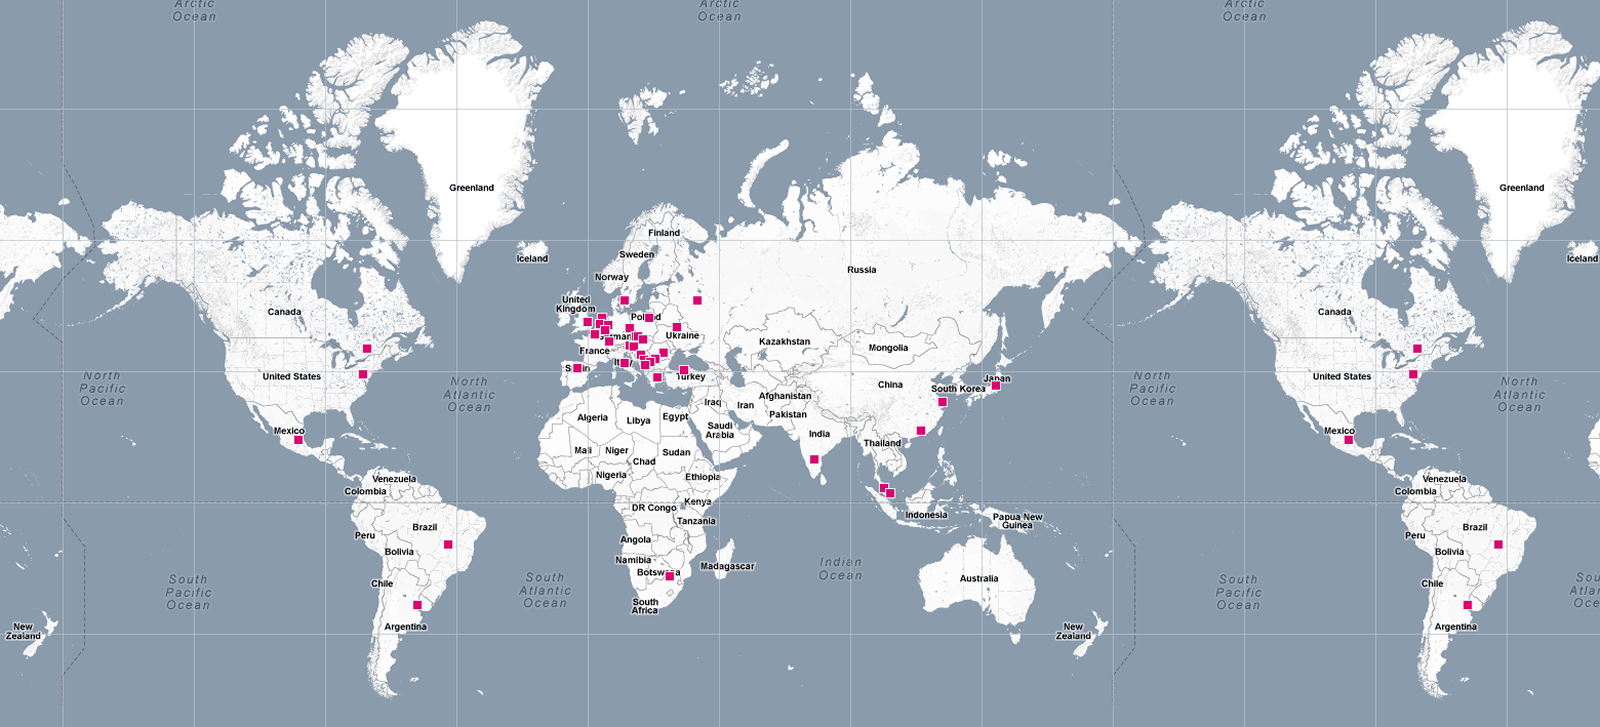 Arctic
Ocean
Arctic
Ocean
Arctic
Ocean
Greenland
Greenland
Finland
Sweden
Iceland
Iceland
Norway
Russia
United
Kingdom
Canada
Canada
Poland
Ukraine
Germany
Kazakhstan
Mongolia
France
Italy
Spain
Turkey
United States
United States
China
South Korea
Japan
North
Pacific
Ocean
North
Atlantic
Ocean
North
Pacific
Ocean
North
Atlantic
Ocean
Afghanistan
Iraq
Iran
Pakistan
Algeria
Libya
Egypt
Saudi
Arabia
India
Thailand
Mexico
Mexico
Mali
Niger
Chad
Sudan
Nigeria
Ethiopia
Venezuela
Colombia
Venezuela
Colombia
Kenya
DR Congo
Tanzania
Indonesia
Papua New
Guinea
Brazil
Peru
Bolivia
Brazil
Peru
Bolivia
Angola
Namibia
Botswana
Madagascar
Indian
Ocean
Australia
South
Pacific
Ocean
South
Atlantic
Ocean
South
Pacific
Ocean
Sou
Atla
Oce
Chile
Chile
South
Africa
Argentina
Argentina
New
Zealand
New
Zealand